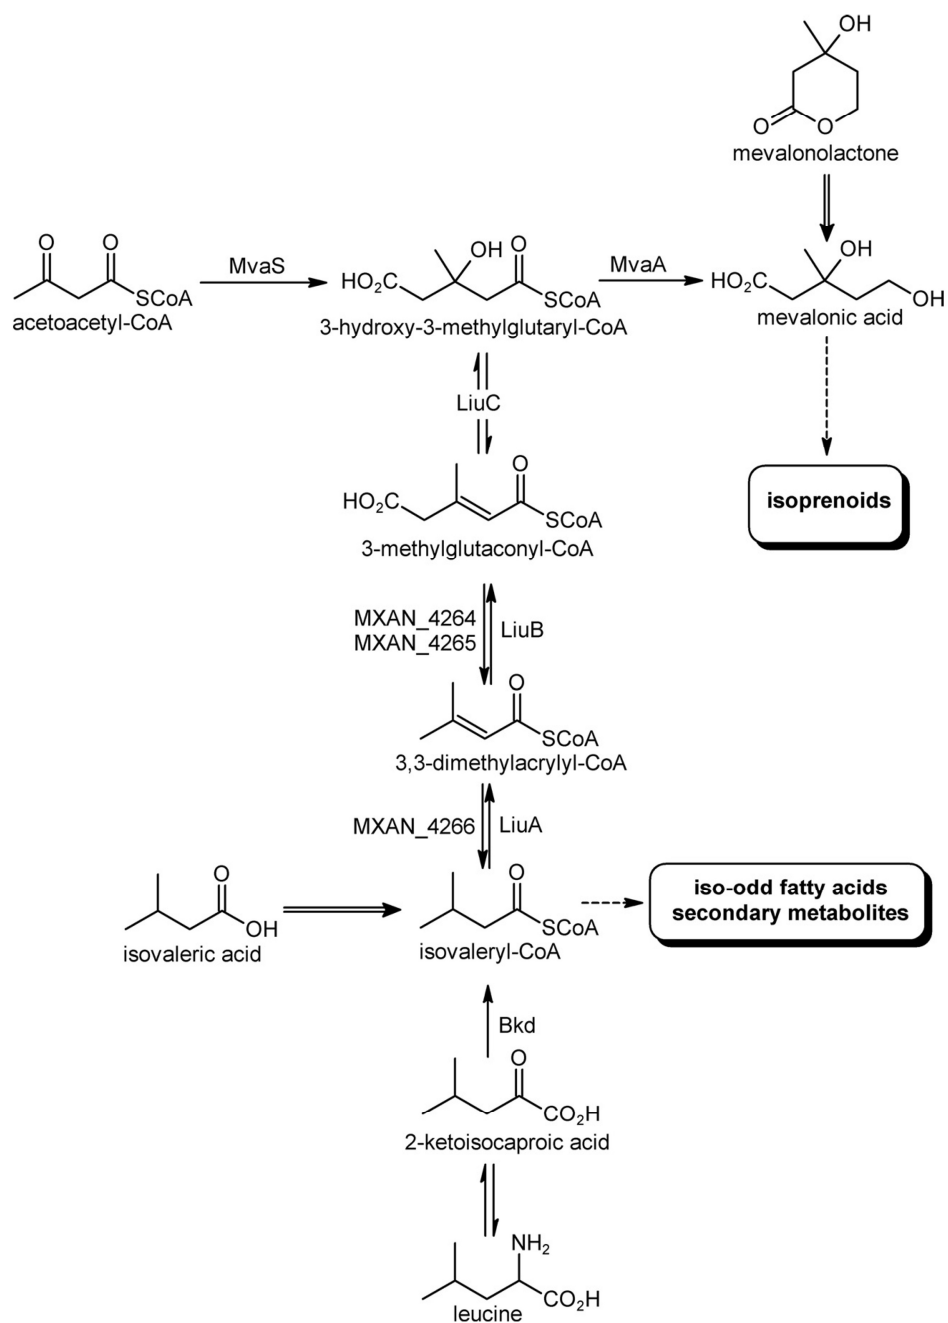 OH
O
O
mevalonolactone
O
O
SCoA
acetoacetyl-CoA
MvaS
HO2C
OH
O
SCoA
3-hydroxy-3-methylglutaryl-CoA
MvaA
HO2C
OH
OH
mevalonic acid
LiuC
isoprenoids
HO2C
O
SCoA
3-methylglutaconyl-CoA
MXAN_4264
MXAN_4265
LiuB
O
SCoA
3,3-dimethylacrylyl-CoA
MXAN_4266
LiuA
O
OH
isovaleric acid
O
SCoA
isovaleryl-CoA
iso-odd fatty acids
secondary metabolites
Bkd
O
CO2H
2-ketoisocaproic acid
NH2
CO2H
leucine